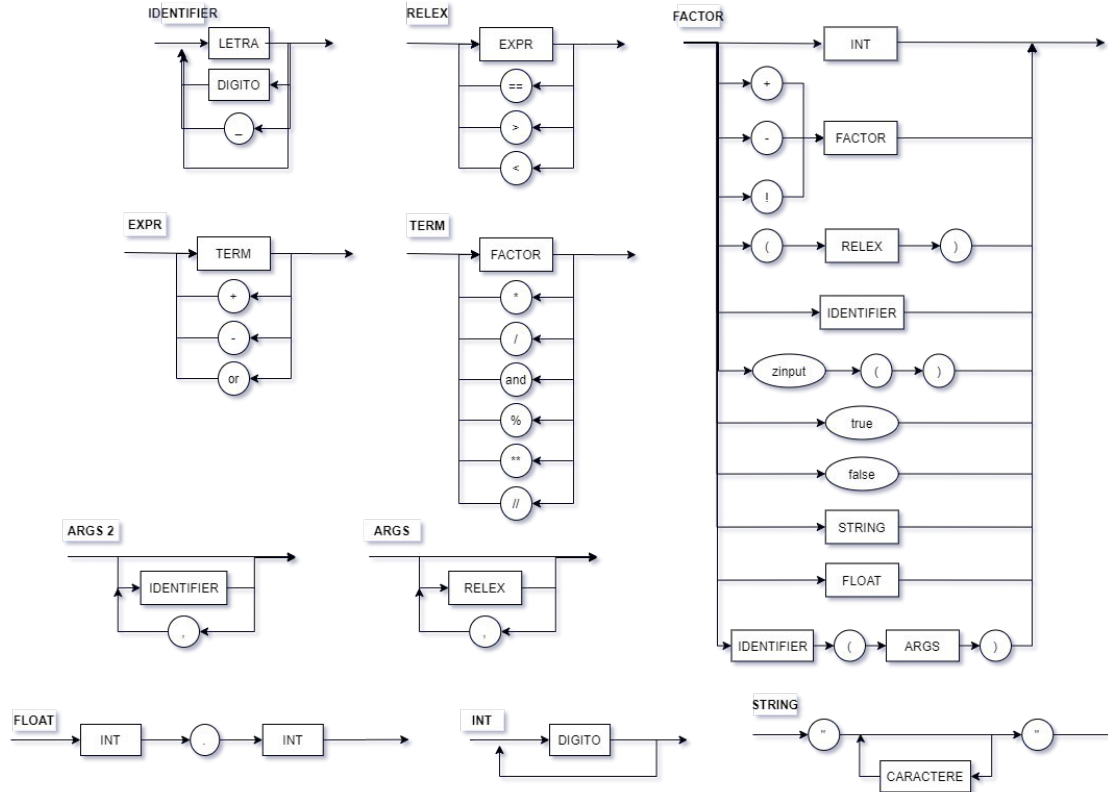 IDENTIFIER
LETRA
DIGITO
_
RELEX
EXPR
==
>
<
FACTOR
INT
+
-
!
FACTOR
( RELEX )
IDENTIFIER
zinput ( )
true
false
STRING
FLOAT
IDENTIFIER ( ARGS )
EXPR
TERM
+
-
or
TERM
FACTOR
*
/
and
%
**
//
ARGS 2
IDENTIFIER
,
ARGS
RELEX
,
FLOAT
INT . INT
INT
DIGITO
STRING
" "
CARACTERE